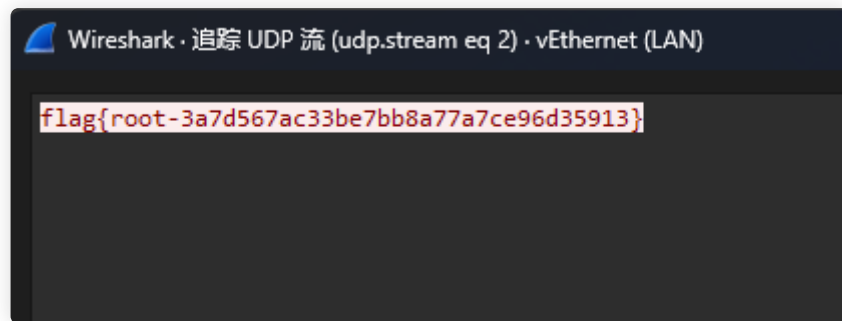 Wireshark · 追踪 UDP 流 (udp.stream eq 2) · vEthernet (LAN)
flag{root-3a7d567ac33be7bb8a77a7ce96d35913}